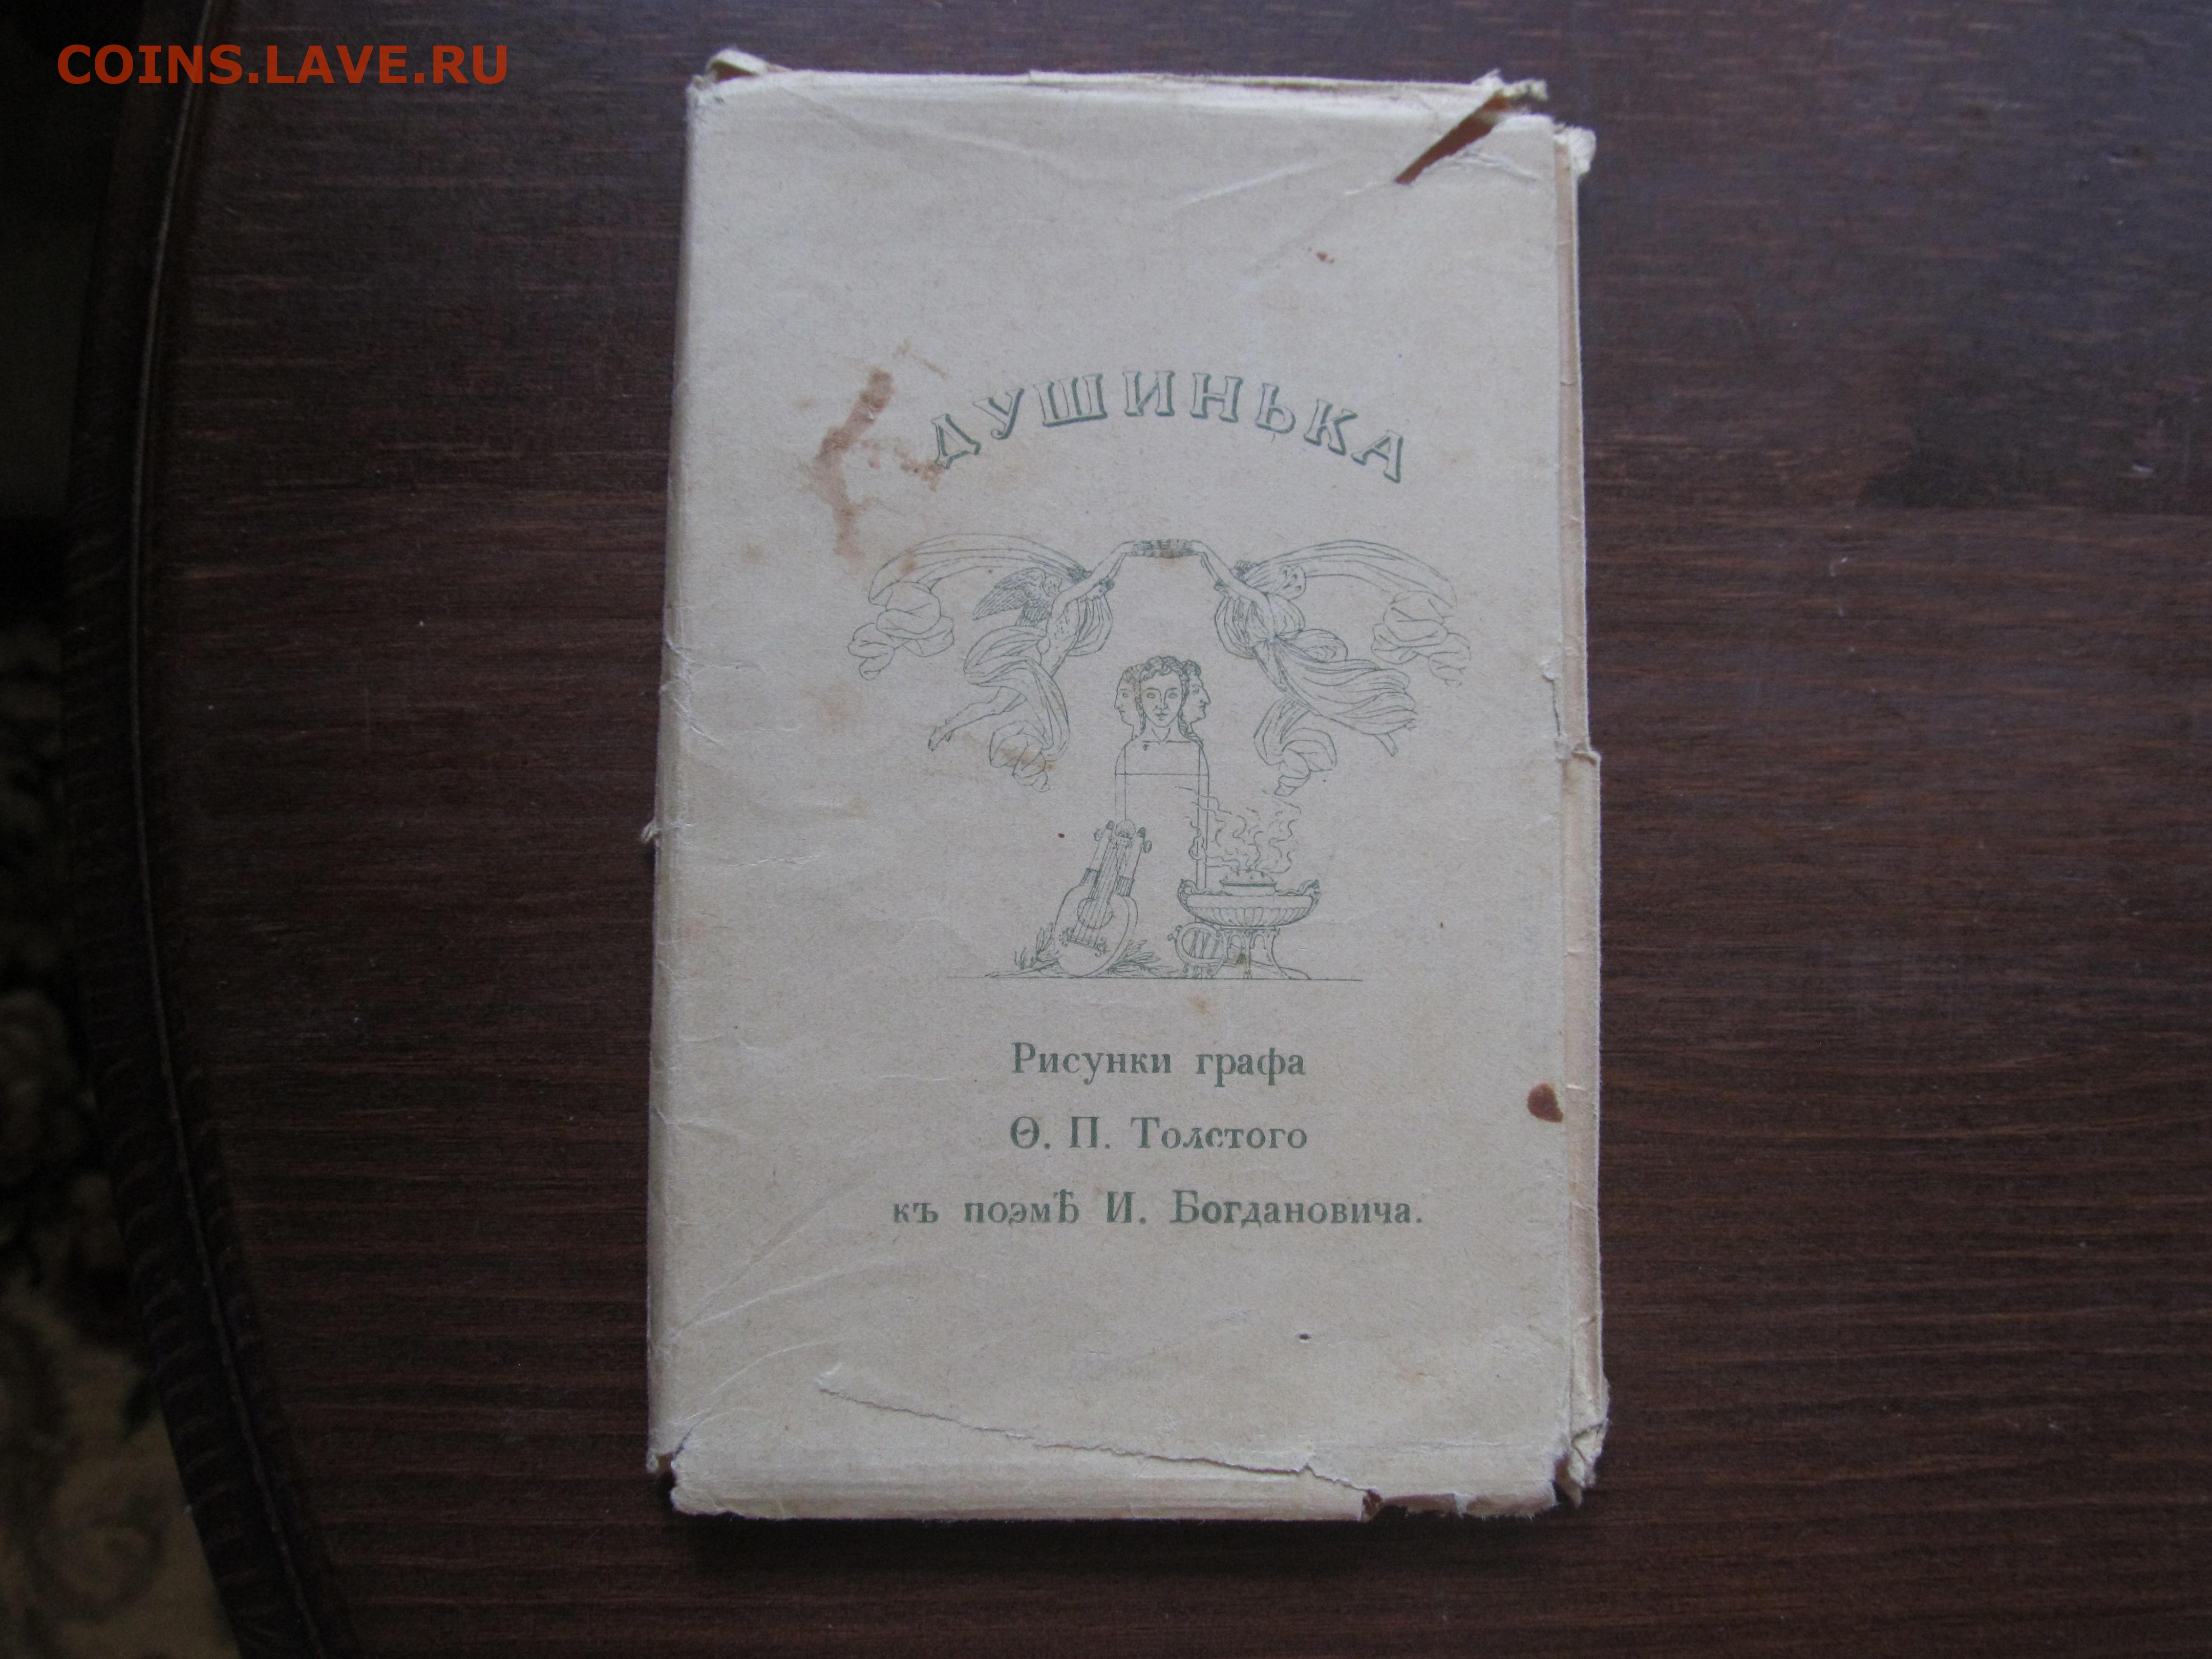 COINS.LAVE.RU
ДУШИНЬКА
Рисунки графа
Ѳ. П. Толстого
къ поэмѣ И. Богдановича.